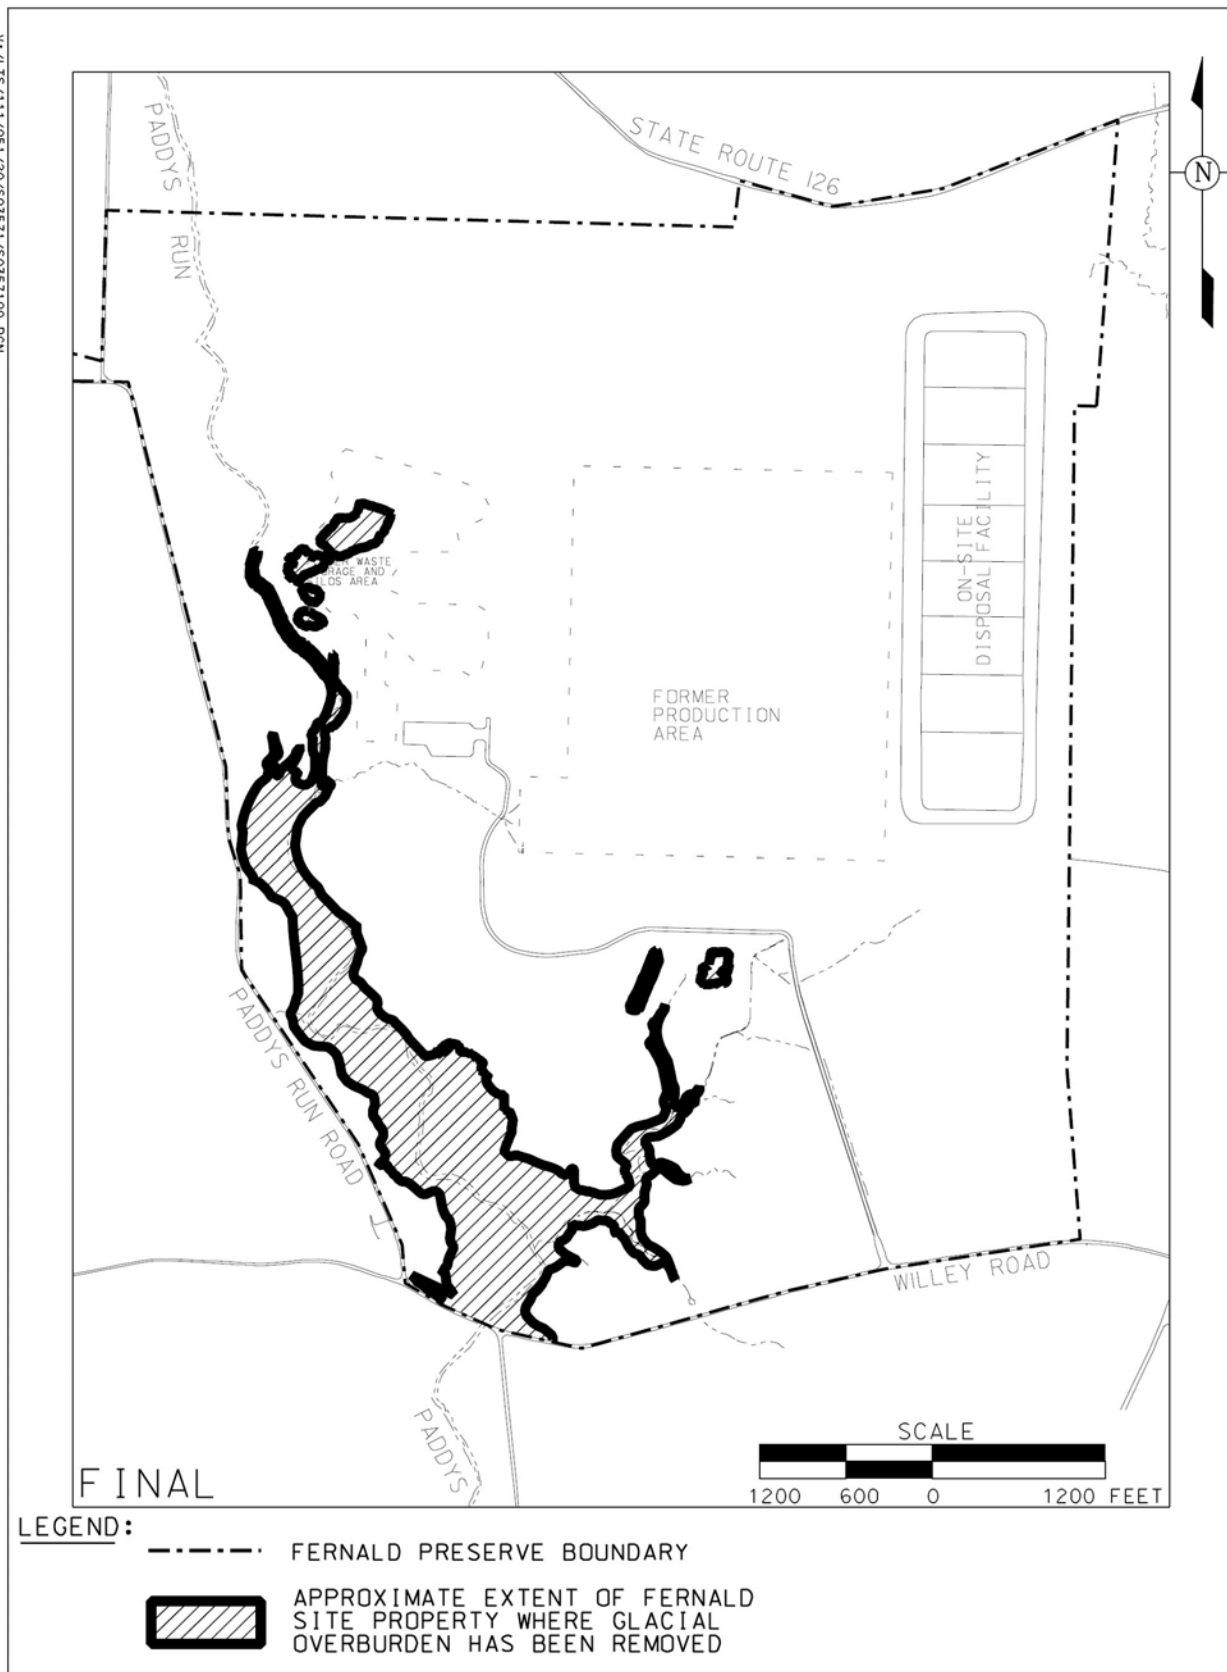 PADDYS
RUN
STATE ROUTE 126
N
ON-SITE
DISPOSAL FACILITY
WASTE
AND
AREA
FORMER
PRODUCTION
AREA
PADDYS RUN ROAD
WILLEY ROAD
PADDYS
SCALE
1200 600 0 1200 FEET
FINAL
LEGEND:
FERNALD PRESERVE BOUNDARY
APPROXIMATE EXTENT OF FERNALD
SITE PROPERTY WHERE GLACIAL
OVERBURDEN HAS BEEN REMOVED